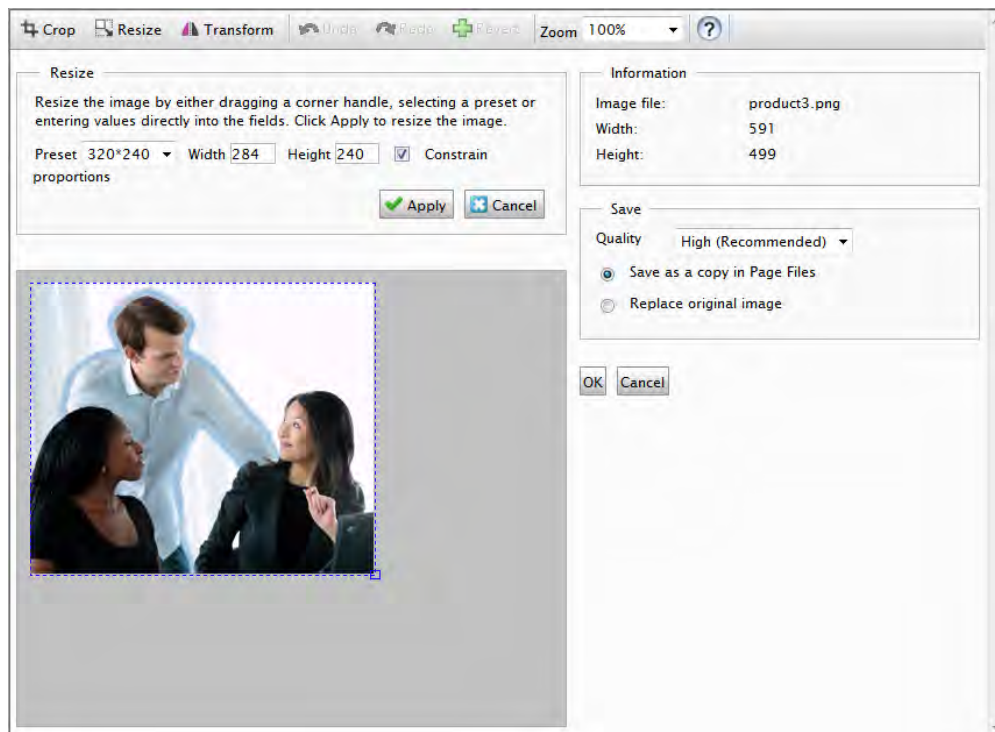 Crop Resize Transform Undo Redo Revert Zoom 100% ?
Resize
Resize the image by either dragging a corner handle, selecting a preset or
entering values directly into the fields. Click Apply to resize the image.
Preset 320*240 Width 284 Height 240 Constrain
proportions
Apply Cancel
Information
Image file: product3.png
Width: 591
Height: 499
Save
Quality High (Recommended)
Save as a copy in Page Files
Replace original image
OK Cancel